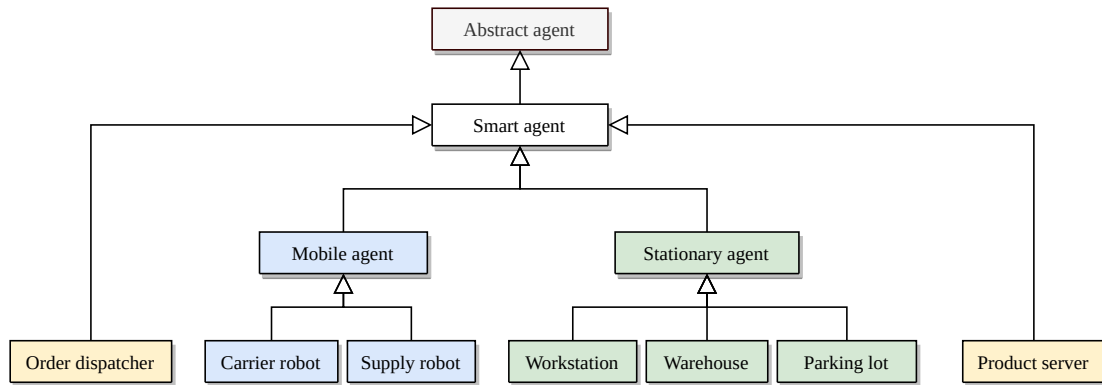 Abstract agent
Smart agent
Mobile agent
Stationary agent
Order dispatcher
Carrier robot
Supply robot
Workstation
Warehouse
Parking lot
Product server